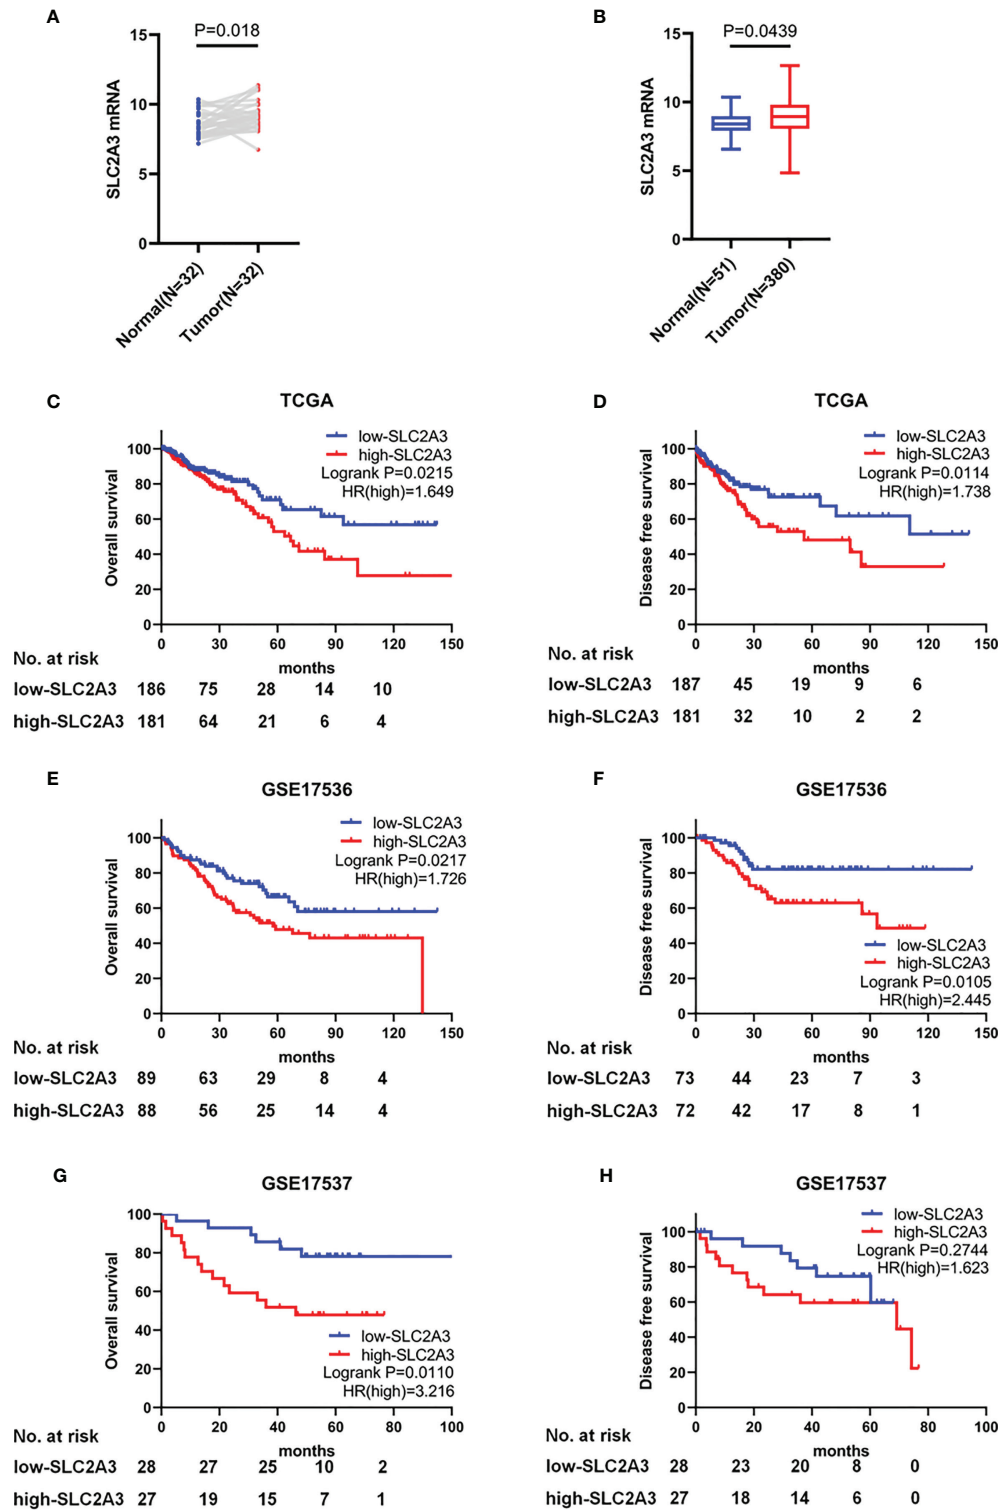 A
P=0.018
SLC2A3 mRNA
15
10
5
0
Normal(N=32)
Tumor(N=32)
B
P=0.0439
SLC2A3 mRNA
15
10
5
0
Normal(N=51)
Tumor(N=380)
C
TCGA
low-SLC2A3
high-SLC2A3
Logrank P=0.0215
HR(high)=1.649
Overall survival
100
80
60
40
20
0
0 30 60 90 120 150
months
No. at risk
low-SLC2A3 186 75 28 14 10
high-SLC2A3 181 64 21 6 4
D
TCGA
low-SLC2A3
high-SLC2A3
Logrank P=0.0114
HR(high)=1.738
Disease free survival
100
80
60
40
20
0
0 30 60 90 120 150
months
No. at risk
low-SLC2A3 187 45 19 9 6
high-SLC2A3 181 32 10 2 2
E
GSE17536
low-SLC2A3
high-SLC2A3
Logrank P=0.0217
HR(high)=1.726
Overall survival
100
80
60
40
20
0
0 30 60 90 120 150
months
No. at risk
low-SLC2A3 89 63 29 8 4
high-SLC2A3 88 56 25 14 4
F
GSE17536
Disease free survival
100
80
60
40
20
0
low-SLC2A3
high-SLC2A3
Logrank P=0.0105
HR(high)=2.445
0 30 60 90 120 150
months
No. at risk
low-SLC2A3 73 44 23 7 3
high-SLC2A3 72 42 17 8 1
G
GSE17537
Overall survival
100
80
60
40
20
0
low-SLC2A3
high-SLC2A3
Logrank P=0.0110
HR(high)=3.216
0 20 40 60 80 100
months
No. at risk
low-SLC2A3 28 27 25 10 2
high-SLC2A3 27 19 15 7 1
H
GSE17537
low-SLC2A3
high-SLC2A3
Logrank P=0.2744
HR(high)=1.623
Disease free survival
100
80
60
40
20
0
0 20 40 60 80 100
months
No. at risk
low-SLC2A3 28 23 20 8 0
high-SLC2A3 27 18 14 6 0